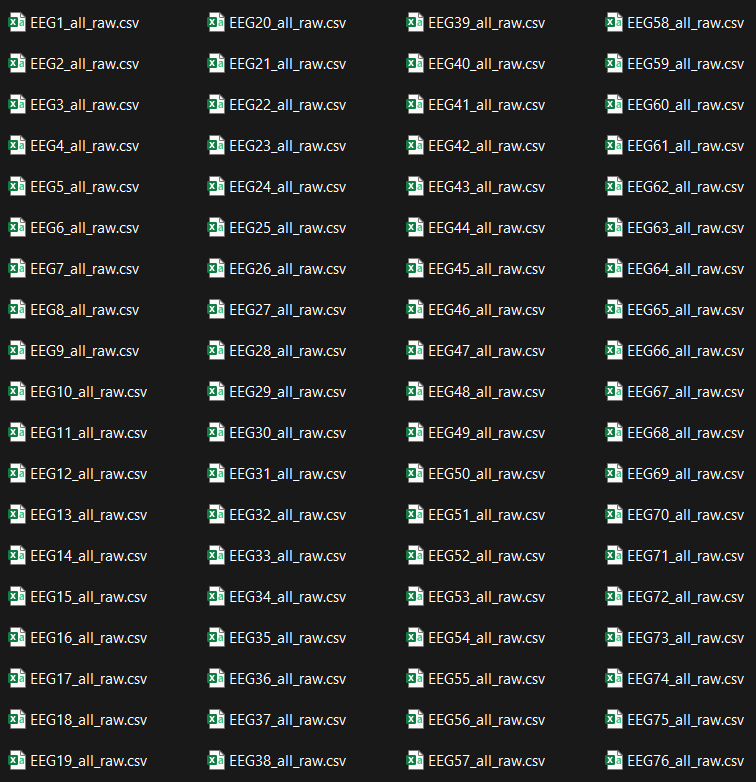 EEG1_all_raw.csv
EEG2_all_raw.csv
EEG3_all_raw.csv
EEG4_all_raw.csv
EEG5_all_raw.csv
EEG6_all_raw.csv
EEG7_all_raw.csv
EEG8_all_raw.csv
EEG9_all_raw.csv
EEG10_all_raw.csv
EEG11_all_raw.csv
EEG12_all_raw.csv
EEG13_all_raw.csv
EEG14_all_raw.csv
EEG15_all_raw.csv
EEG16_all_raw.csv
EEG17_all_raw.csv
EEG18_all_raw.csv
EEG19_all_raw.csv
EEG20_all_raw.csv
EEG21_all_raw.csv
EEG22_all_raw.csv
EEG23_all_raw.csv
EEG24_all_raw.csv
EEG25_all_raw.csv
EEG26_all_raw.csv
EEG27_all_raw.csv
EEG28_all_raw.csv
EEG29_all_raw.csv
EEG30_all_raw.csv
EEG31_all_raw.csv
EEG32_all_raw.csv
EEG33_all_raw.csv
EEG34_all_raw.csv
EEG35_all_raw.csv
EEG36_all_raw.csv
EEG37_all_raw.csv
EEG38_all_raw.csv
EEG39_all_raw.csv
EEG40_all_raw.csv
EEG41_all_raw.csv
EEG42_all_raw.csv
EEG43_all_raw.csv
EEG44_all_raw.csv
EEG45_all_raw.csv
EEG46_all_raw.csv
EEG47_all_raw.csv
EEG48_all_raw.csv
EEG49_all_raw.csv
EEG50_all_raw.csv
EEG51_all_raw.csv
EEG52_all_raw.csv
EEG53_all_raw.csv
EEG54_all_raw.csv
EEG55_all_raw.csv
EEG56_all_raw.csv
EEG57_all_raw.csv
EEG58_all_raw.csv
EEG59_all_raw.csv
EEG60_all_raw.csv
EEG61_all_raw.csv
EEG62_all_raw.csv
EEG63_all_raw.csv
EEG64_all_raw.csv
EEG65_all_raw.csv
EEG66_all_raw.csv
EEG67_all_raw.csv
EEG68_all_raw.csv
EEG69_all_raw.csv
EEG70_all_raw.csv
EEG71_all_raw.csv
EEG72_all_raw.csv
EEG73_all_raw.csv
EEG74_all_raw.csv
EEG75_all_raw.csv
EEG76_all_raw.csv